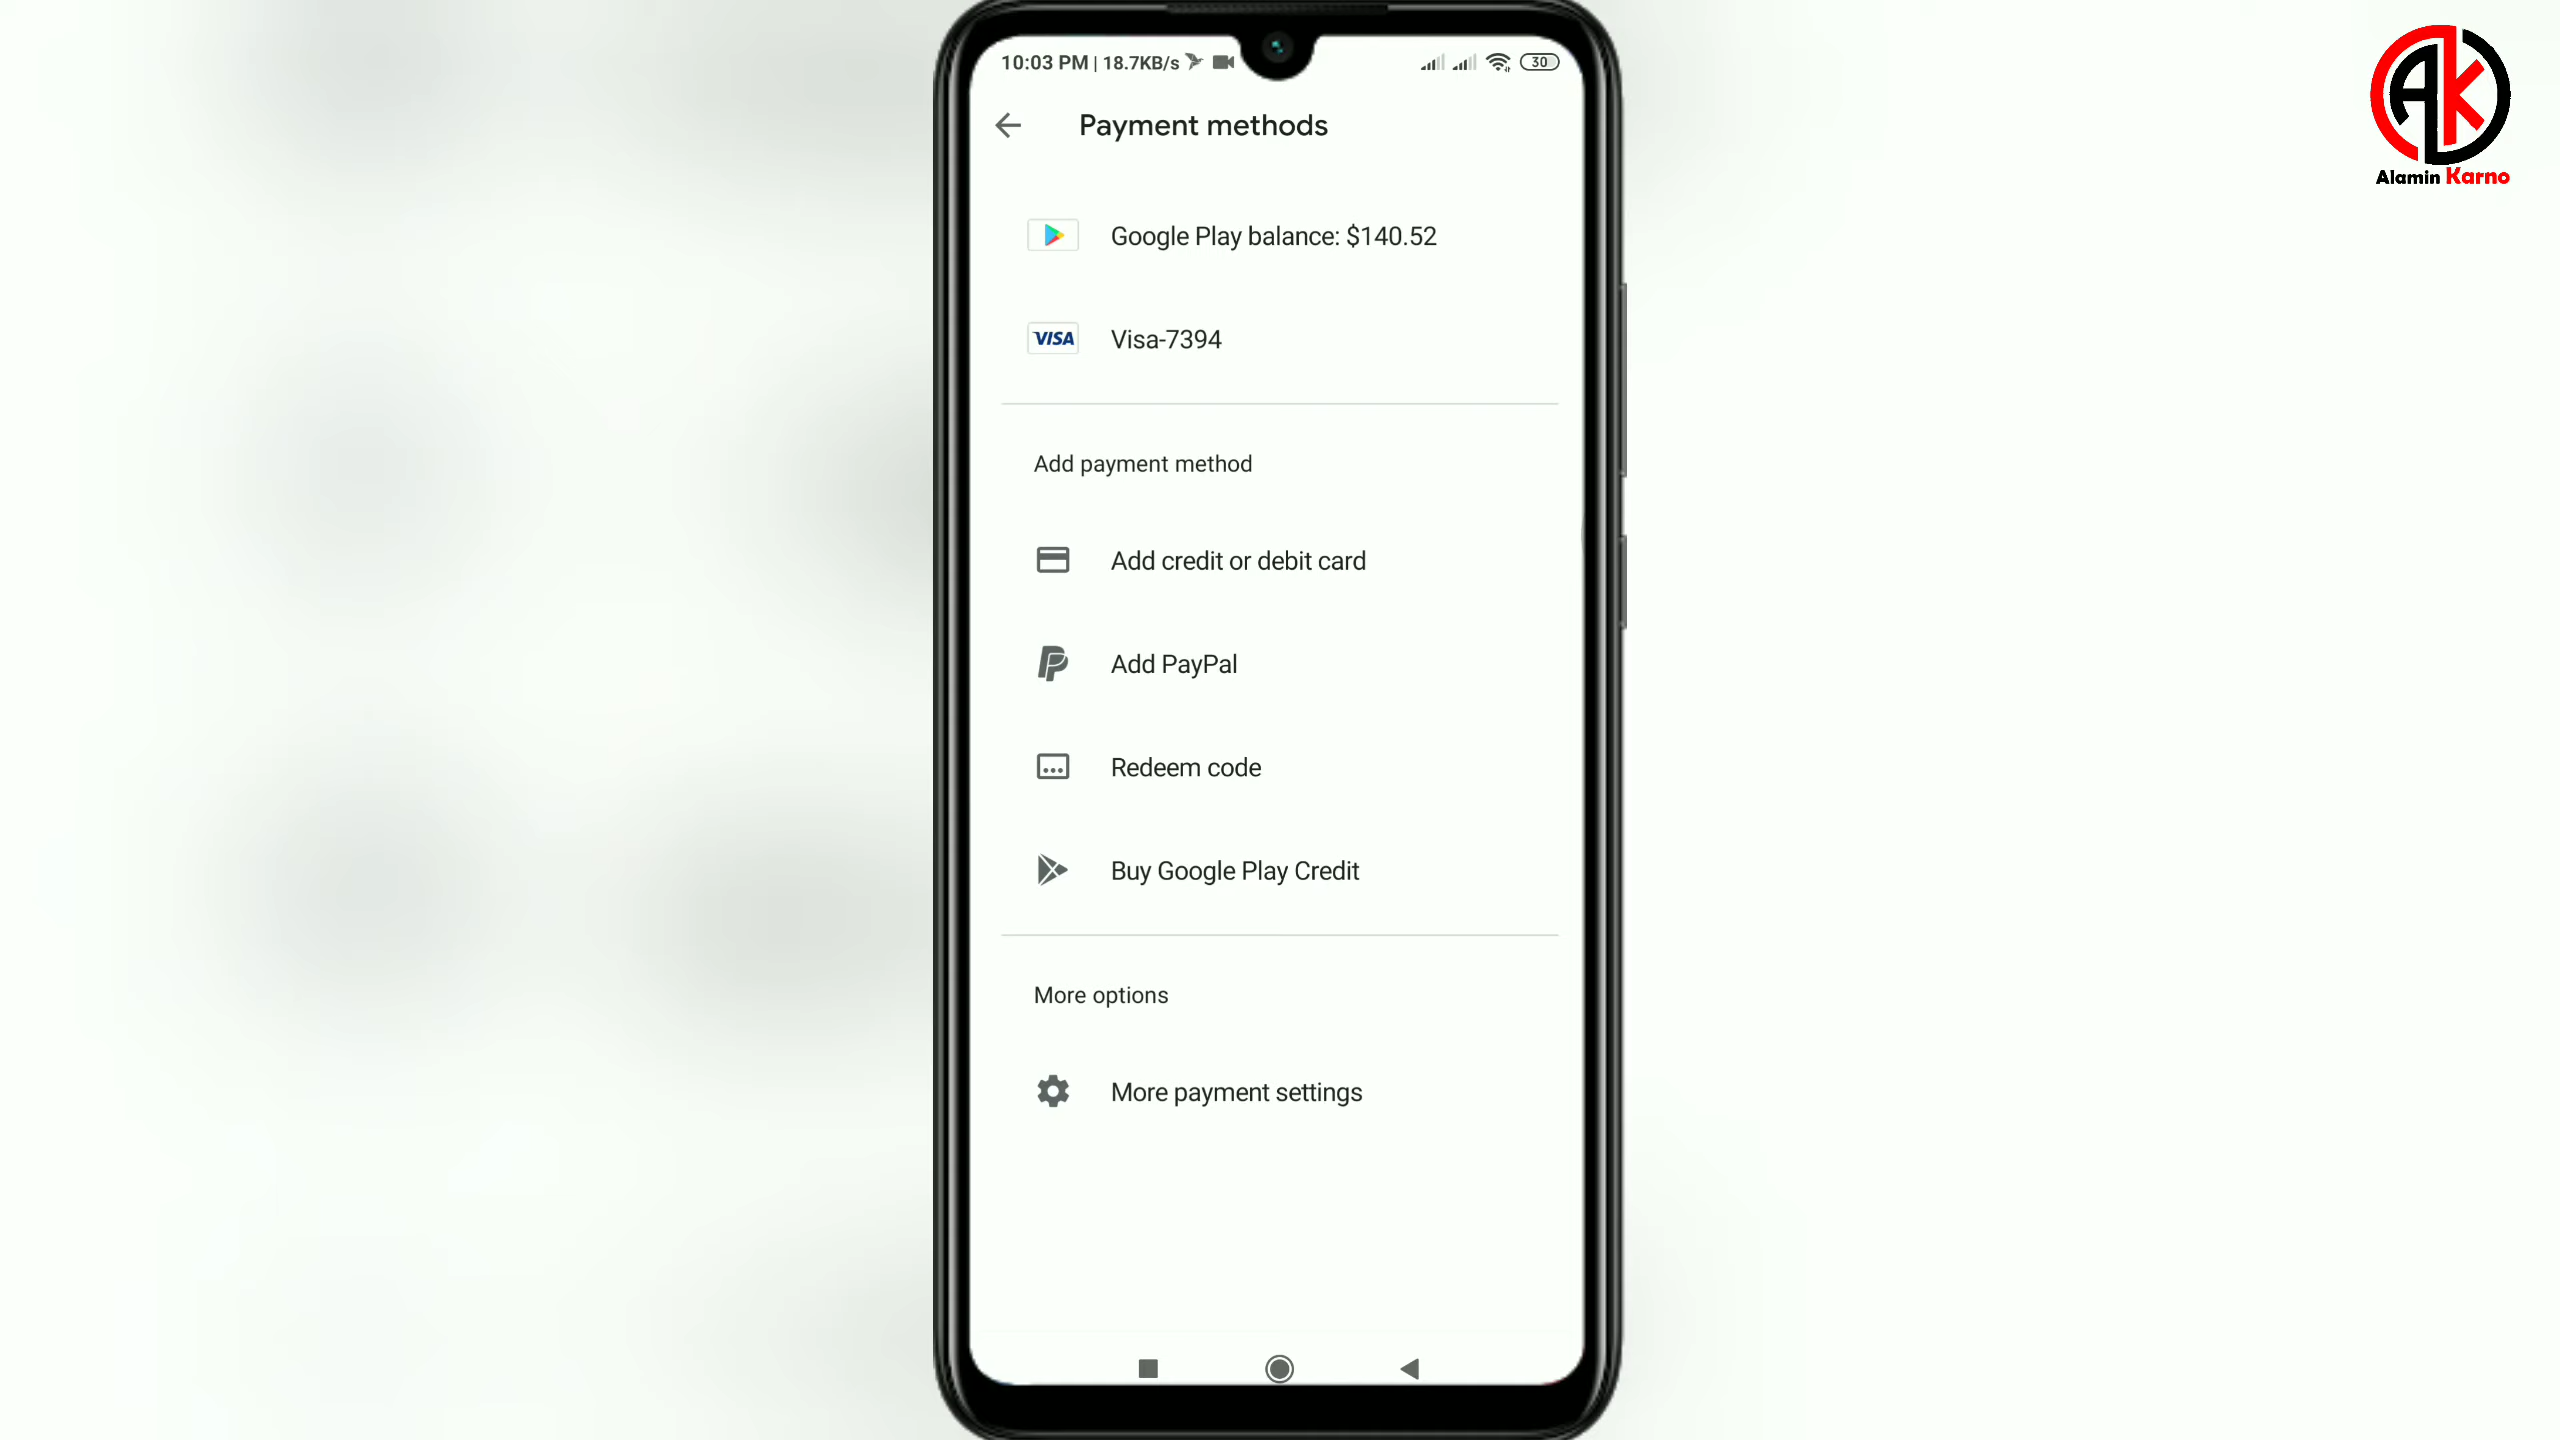 10:03 PM | 18.7KB/s 30
Payment methods
Google Play balance: $140.52
VISA Visa-7394
Add payment method
Add credit or debit card
Add PayPal
Redeem code
Buy Google Play Credit
More options
More payment settings
AK
Alamin Karno